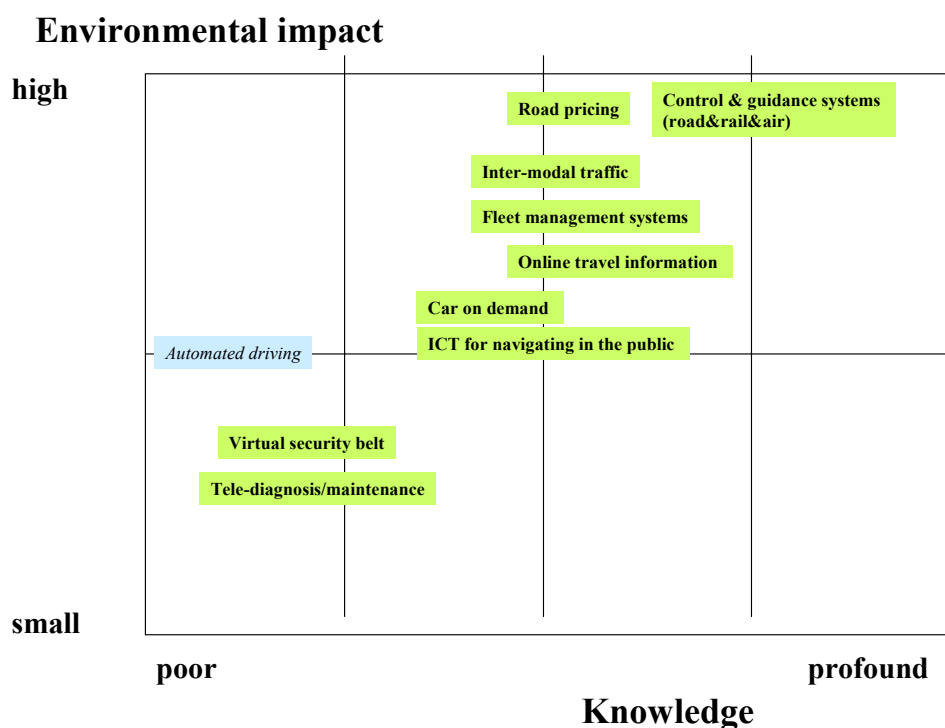 Environmental impact
high
Road pricing
Control & guidance systems
(road&rail&air)
Inter-modal traffic
Fleet management systems
Online travel information
Car on demand
ICT for navigating in the public
Automated driving
Virtual security belt
Tele-diagnosis/maintenance
small
poor
profound
Knowledge